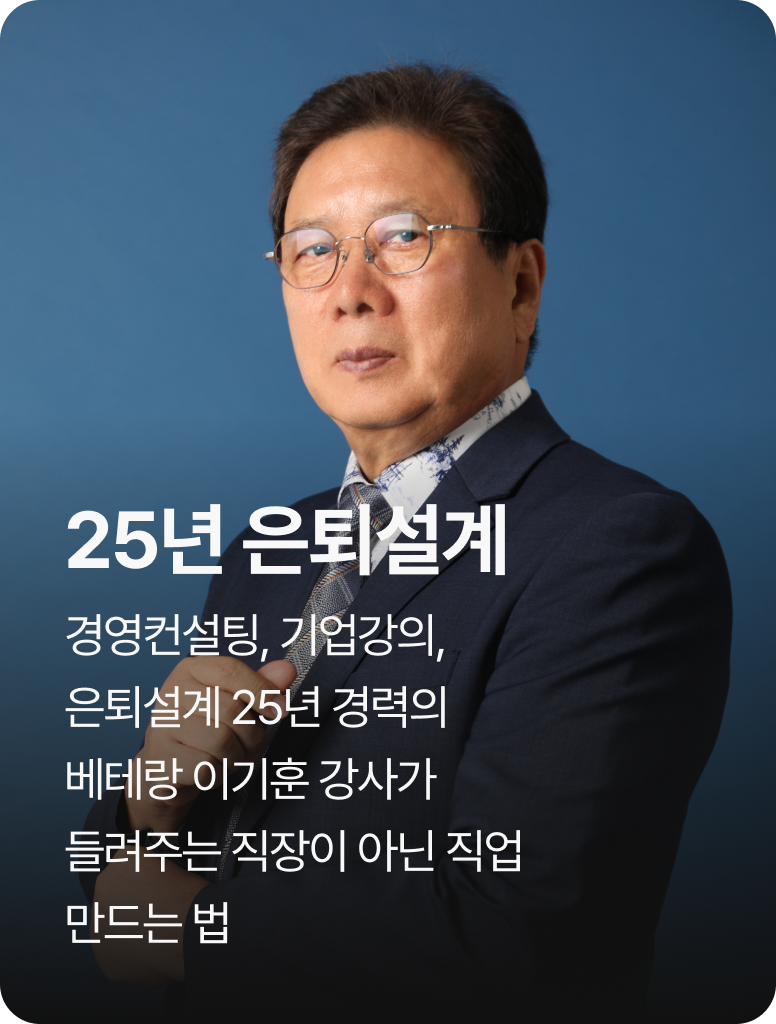 25년 은퇴설계
경영컨설팅, 기업강의,
은퇴설계 25년 경력의
베테랑 이기훈 강사가
들려주는 직장이 아닌 직업
만드는 법